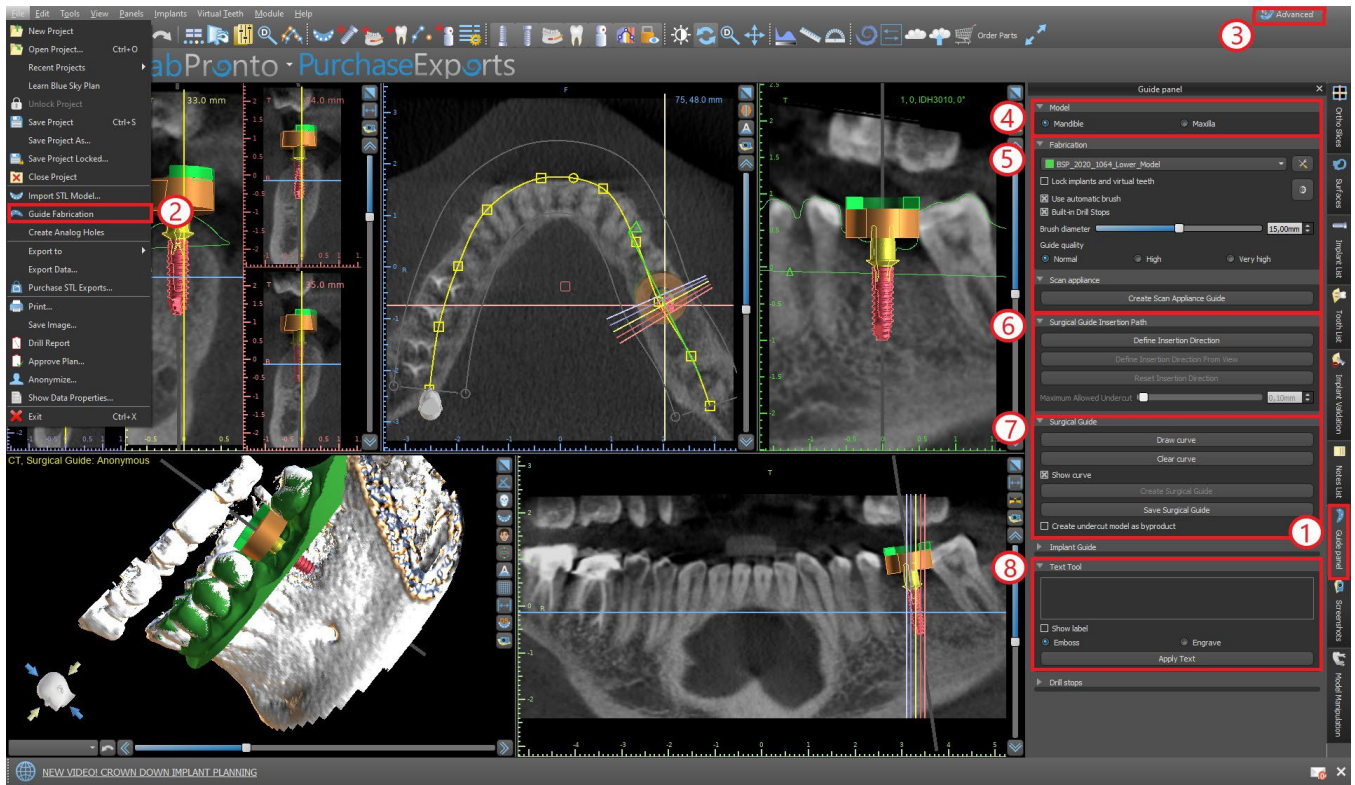 File Edit Tools View Panels Implants Virtual Teeth Module Help
Advanced
3
New Project
Open Project... Ctrl+O
Recent Projects
Learn Blue Sky Plan
Unlock Project
Save Project Ctrl+S
Save Project As...
Save Project Locked...
Close Project
Import STL Model...
Guide Fabrication
2
Create Analog Holes
Export to
Export Data...
Purchase STL Exports...
Print...
Save Image...
Drill Report
Approve Plan...
Anonymize...
Show Data Properties...
Exit Ctrl+X
Order Parts
abPronto - PurchaseExports
33.0 mm
34.0 mm
35.0 mm
F
75, 48.0 mm
R
T
1, 0, IDH3010, 0°
CT, Surgical Guide: Anonymous
T
R
Guide panel
4
Model
Mandible Maxilla
5
Fabrication
BSP_2020_1064_Lower_Model
Lock implants and virtual teeth
Use automatic brush
Built-in Drill Stops
Brush diameter 15,00mm
Guide quality
Normal High Very high
Scan appliance
Create Scan Appliance Guide
6
Surgical Guide Insertion Path
Define Insertion Direction
Define Insertion Direction From View
Reset Insertion Direction
Maximum Allowed Undercut 0,10mm
7
Surgical Guide
Draw curve
Clear curve
Show curve
Create Surgical Guide
Save Surgical Guide
Create undercut model as byproduct
1
Implant Guide
8
Text Tool
Show label
Emboss Engrave
Apply Text
Drill stops
Ortho Slices
Surfaces
Implant List
Tooth List
Implant Validation
Notes List
Guide panel
Screenshots
Model Manipulation
NEW VIDEO! CROWN DOWN IMPLANT PLANNING